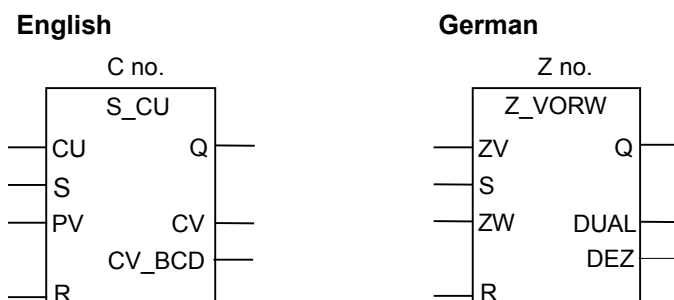 English
C no.
S_CU
CU Q
S
PV CV
CV_BCD
R
German
Z no.
Z_VORW
ZV Q
S
ZW DUAL
DEZ
R